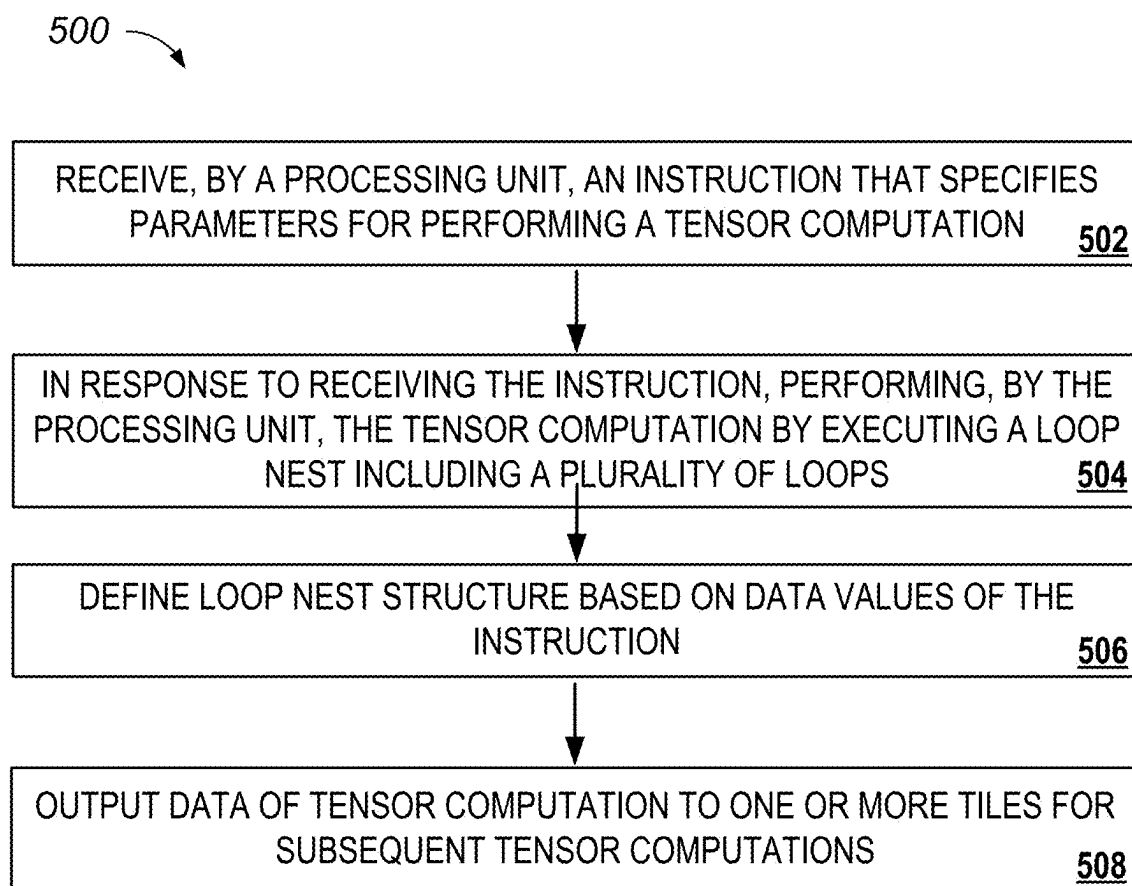 500
RECEIVE, BY A PROCESSING UNIT, AN INSTRUCTION THAT SPECIFIES
PARAMETERS FOR PERFORMING A TENSOR COMPUTATION
502
IN RESPONSE TO RECEIVING THE INSTRUCTION, PERFORMING, BY THE
PROCESSING UNIT, THE TENSOR COMPUTATION BY EXECUTING A LOOP
NEST INCLUDING A PLURALITY OF LOOPS
504
DEFINE LOOP NEST STRUCTURE BASED ON DATA VALUES OF THE
INSTRUCTION
506
OUTPUT DATA OF TENSOR COMPUTATION TO ONE OR MORE TILES FOR
SUBSEQUENT TENSOR COMPUTATIONS
508